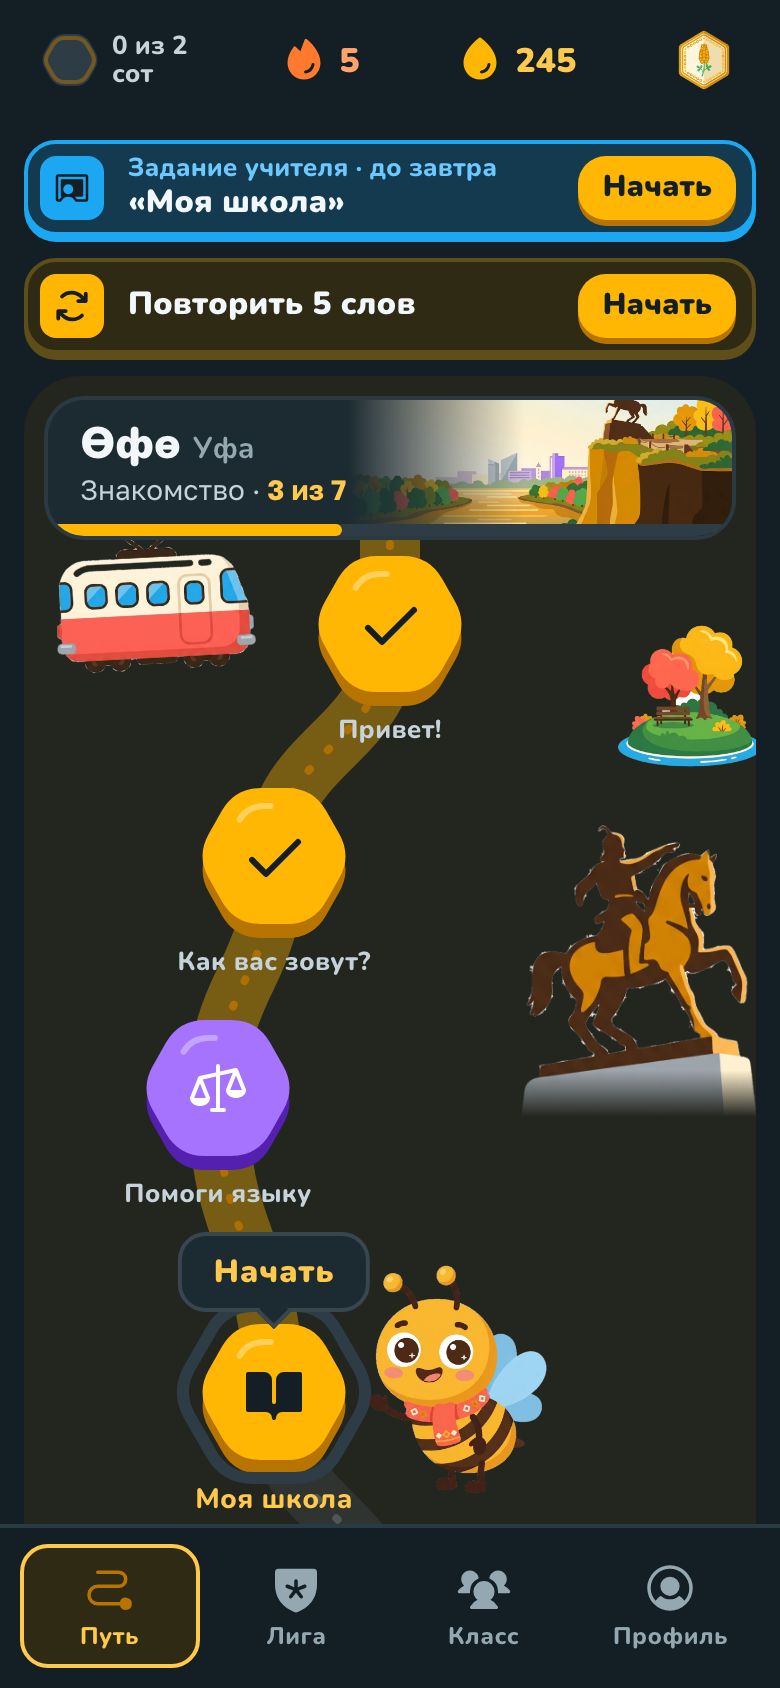 0 из 2
сот
5
245
Задание учителя · до завтра
«Моя школа»
Начать
Повторить 5 слов
Начать
Өфө Уфа
Знакомство · 3 из 7
Привет!
Как вас зовут?
Помоги языку
Начать
Моя школа
Путь
Лига
Класс
Профиль